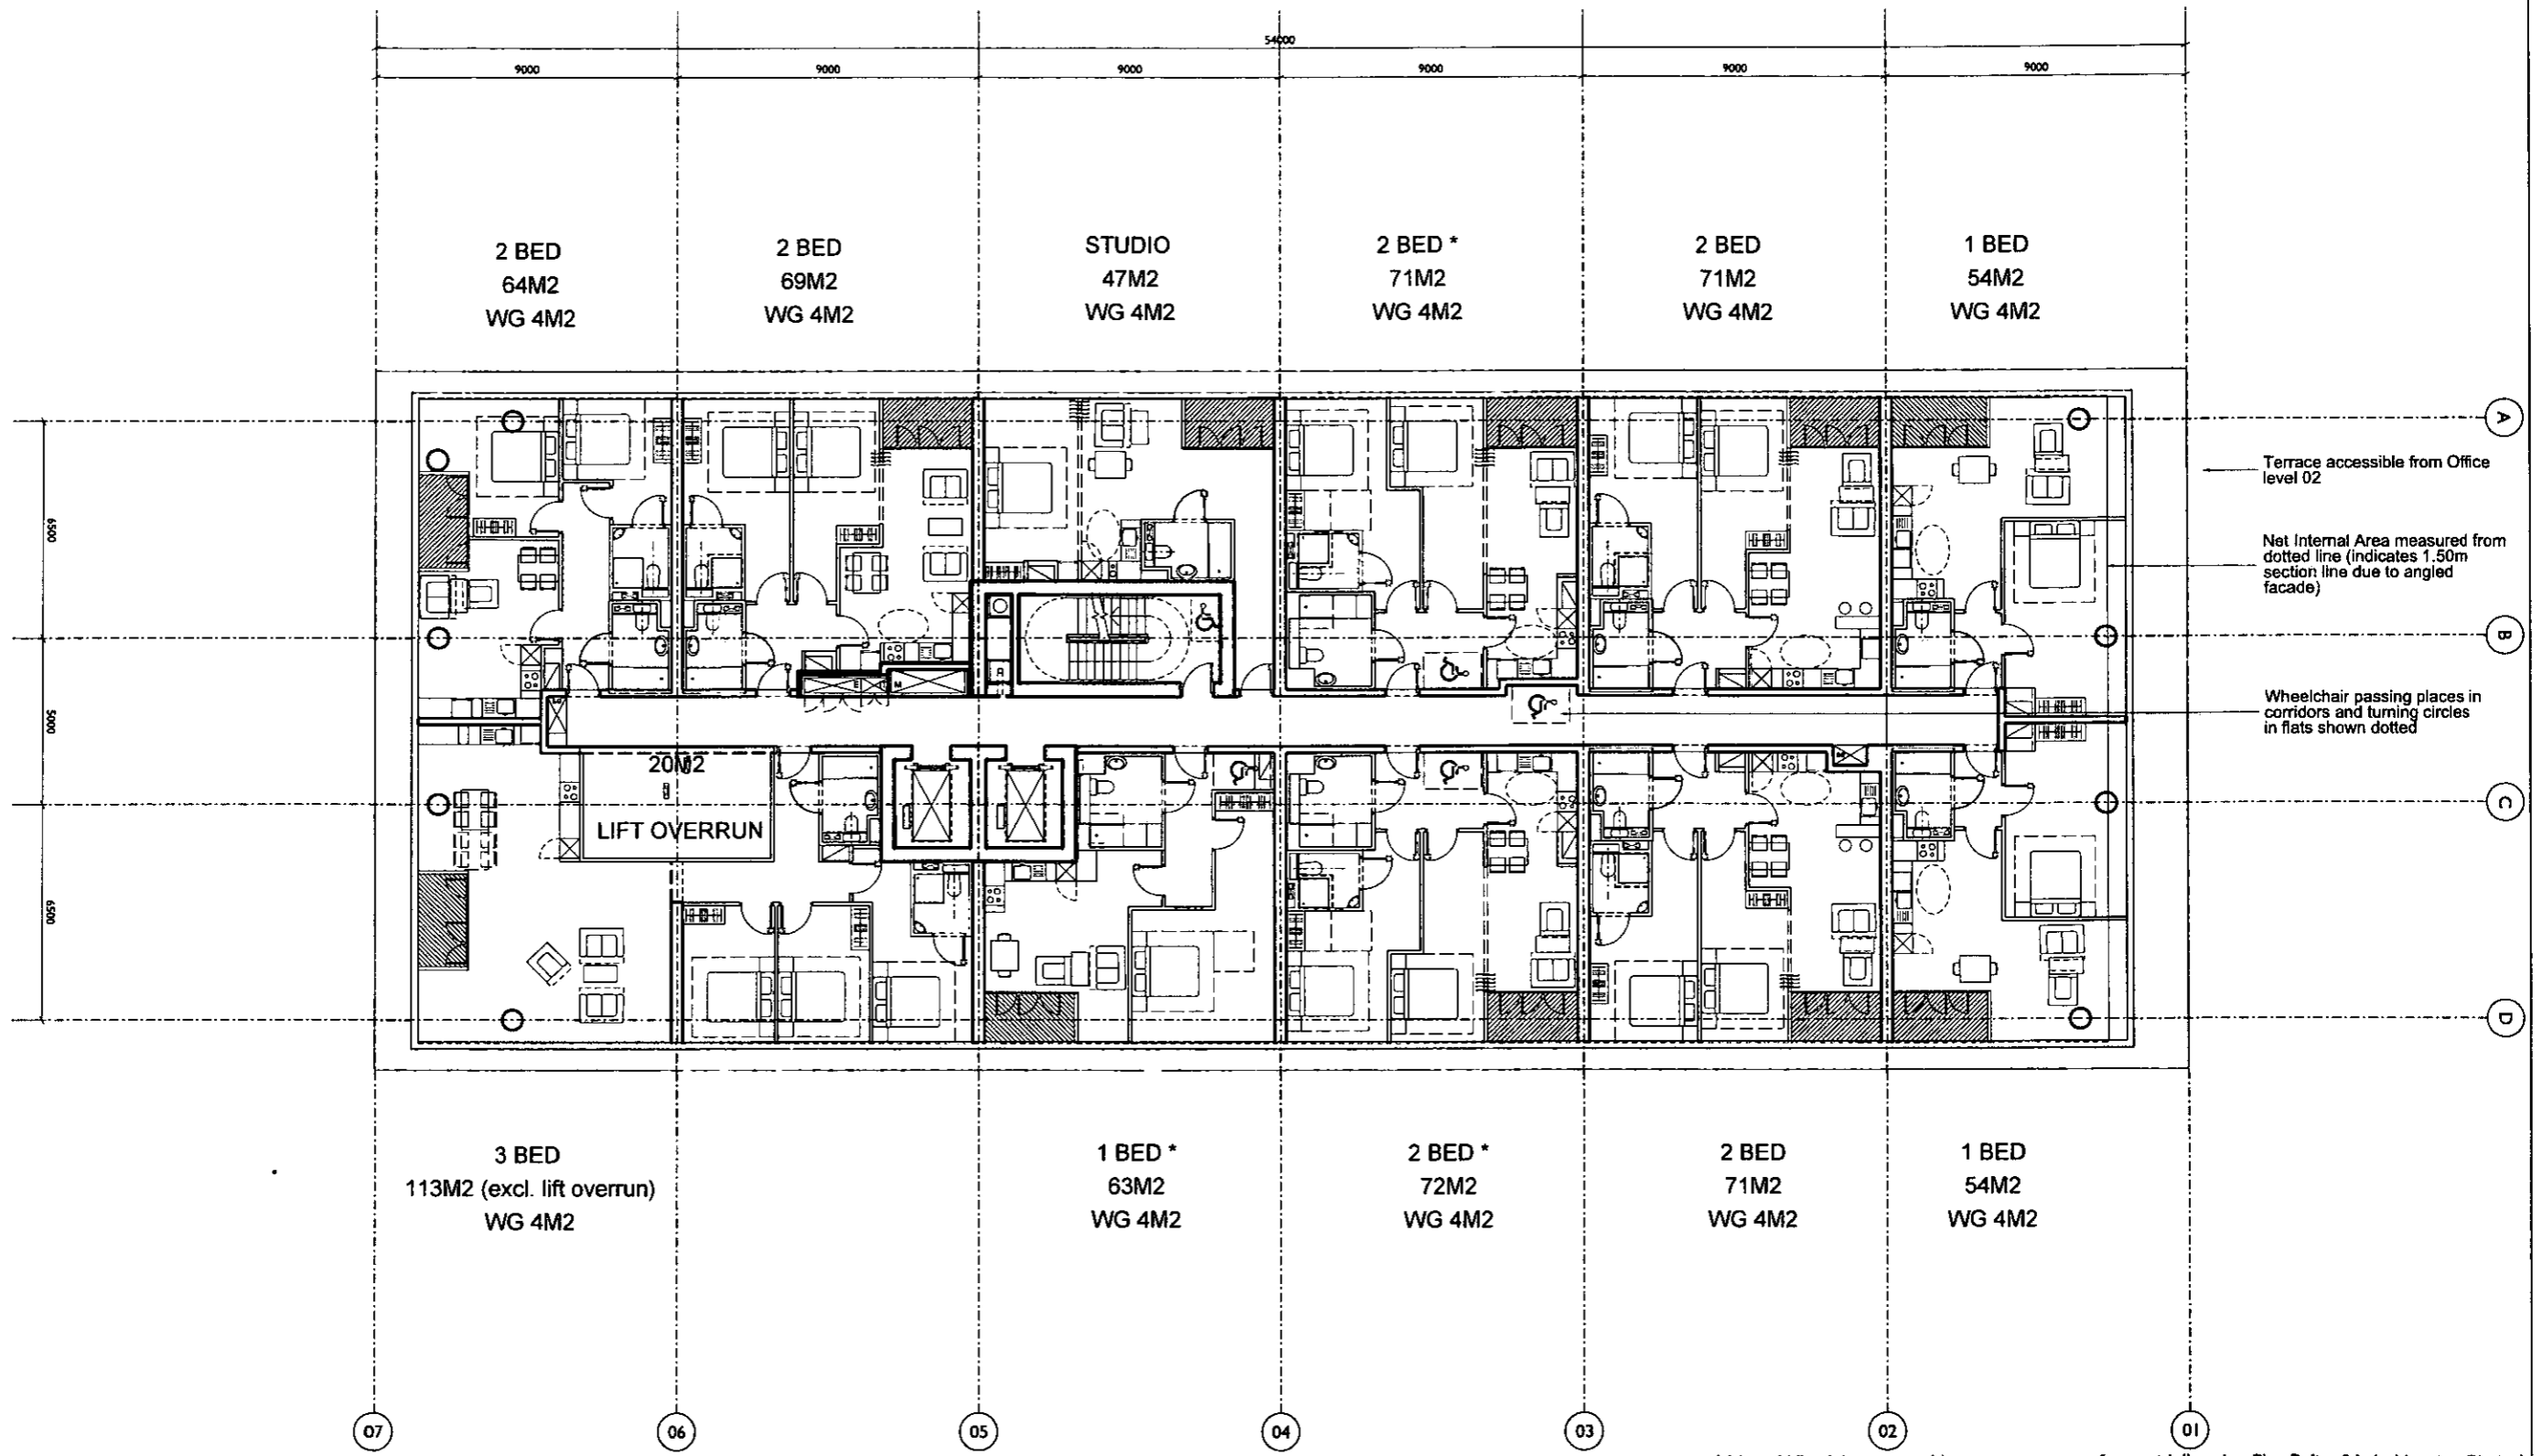 54000
9000 9000 9000 9000 9000 9000
2 BED
64M2
WG 4M2
2 BED
69M2
WG 4M2
STUDIO
47M2
WG 4M2
2 BED *
71M2
WG 4M2
2 BED
71M2
WG 4M2
1 BED
54M2
WG 4M2
A
Terrace accessible from Office
level 02
6500
Net Internal Area measured from
dotted line (indicates 1.50m
section line due to angled
facade)
B
R
E M
5000
Wheelchair passing places in
corridors and turning circles
in flats shown dotted
20M2
LIFT OVERRUN
C
6500
D
3 BED
113M2 (excl. lift overrun)
WG 4M2
1 BED *
63M2
WG 4M2
2 BED *
72M2
WG 4M2
2 BED
71M2
WG 4M2
1 BED
54M2
WG 4M2
07 06 05 04 03 02 01